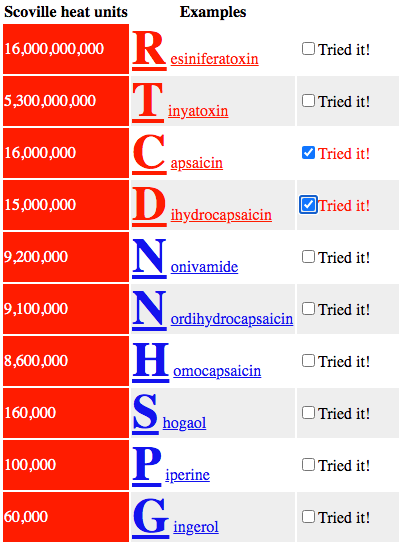 Scoville heat units Examples
16,000,000,000 Resiniferatoxin Tried it!
5,300,000,000 Tinyatoxin Tried it!
16,000,000 Capsaicin Tried it!
15,000,000 Dihydrocapsaicin Tried it!
9,200,000 Nonivamide Tried it!
9,100,000 Nordihydrocapsaicin Tried it!
8,600,000 Homocapsaicin Tried it!
160,000 Shogaol Tried it!
100,000 Piperine Tried it!
60,000 Gingerol Tried it!